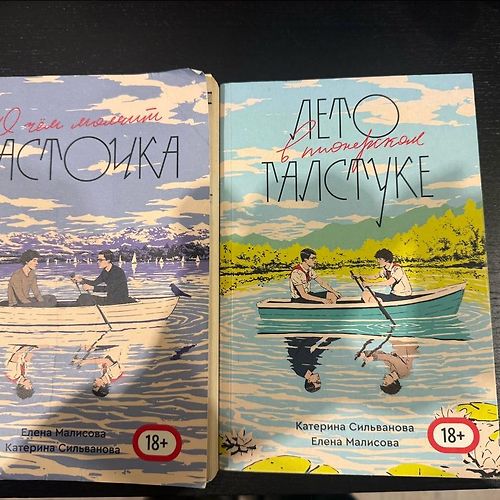 О чём молчит
АСТОЧКА
Елена Малисова
Катерина Сильванова
18+
ЛЕТО
в пионерском
ГАЛСТУКЕ
Катерина Сильванова
Елена Малисова
18+